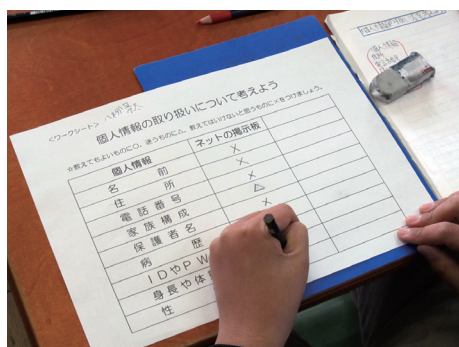 <ワークシート>
個人情報の取り扱いについて考えよう
☆教えてもよいものに○、迷うものに△、教えてはいけないと思うものに×をつけましょう。
個人情報 ネットの掲示板
名前 ×
住所 ×
電話番号 ×
家族構成 △
保護者名 ×
病歴
IDやPW
身長や体
性